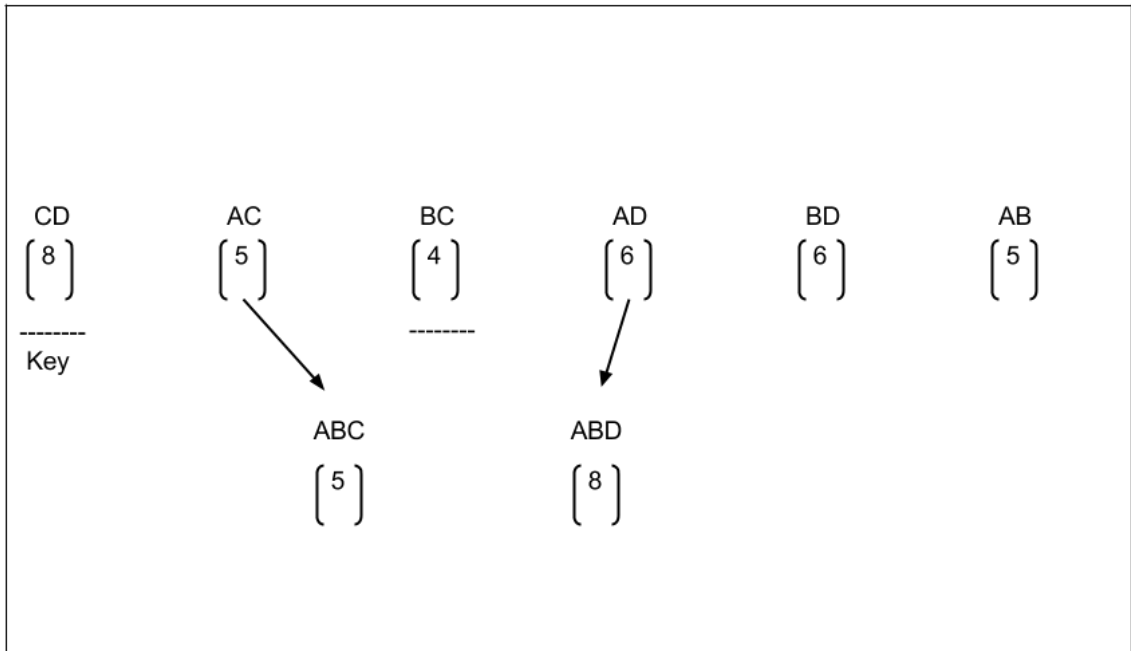 CD AC BC AD BD AB
8 5 4 6 6 5
-------- --------
Key
ABC ABD
5 8